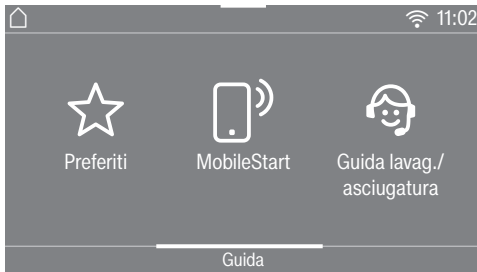 11:02
Preferiti
MobileStart
Guida lavag./
asciugatura
Guida